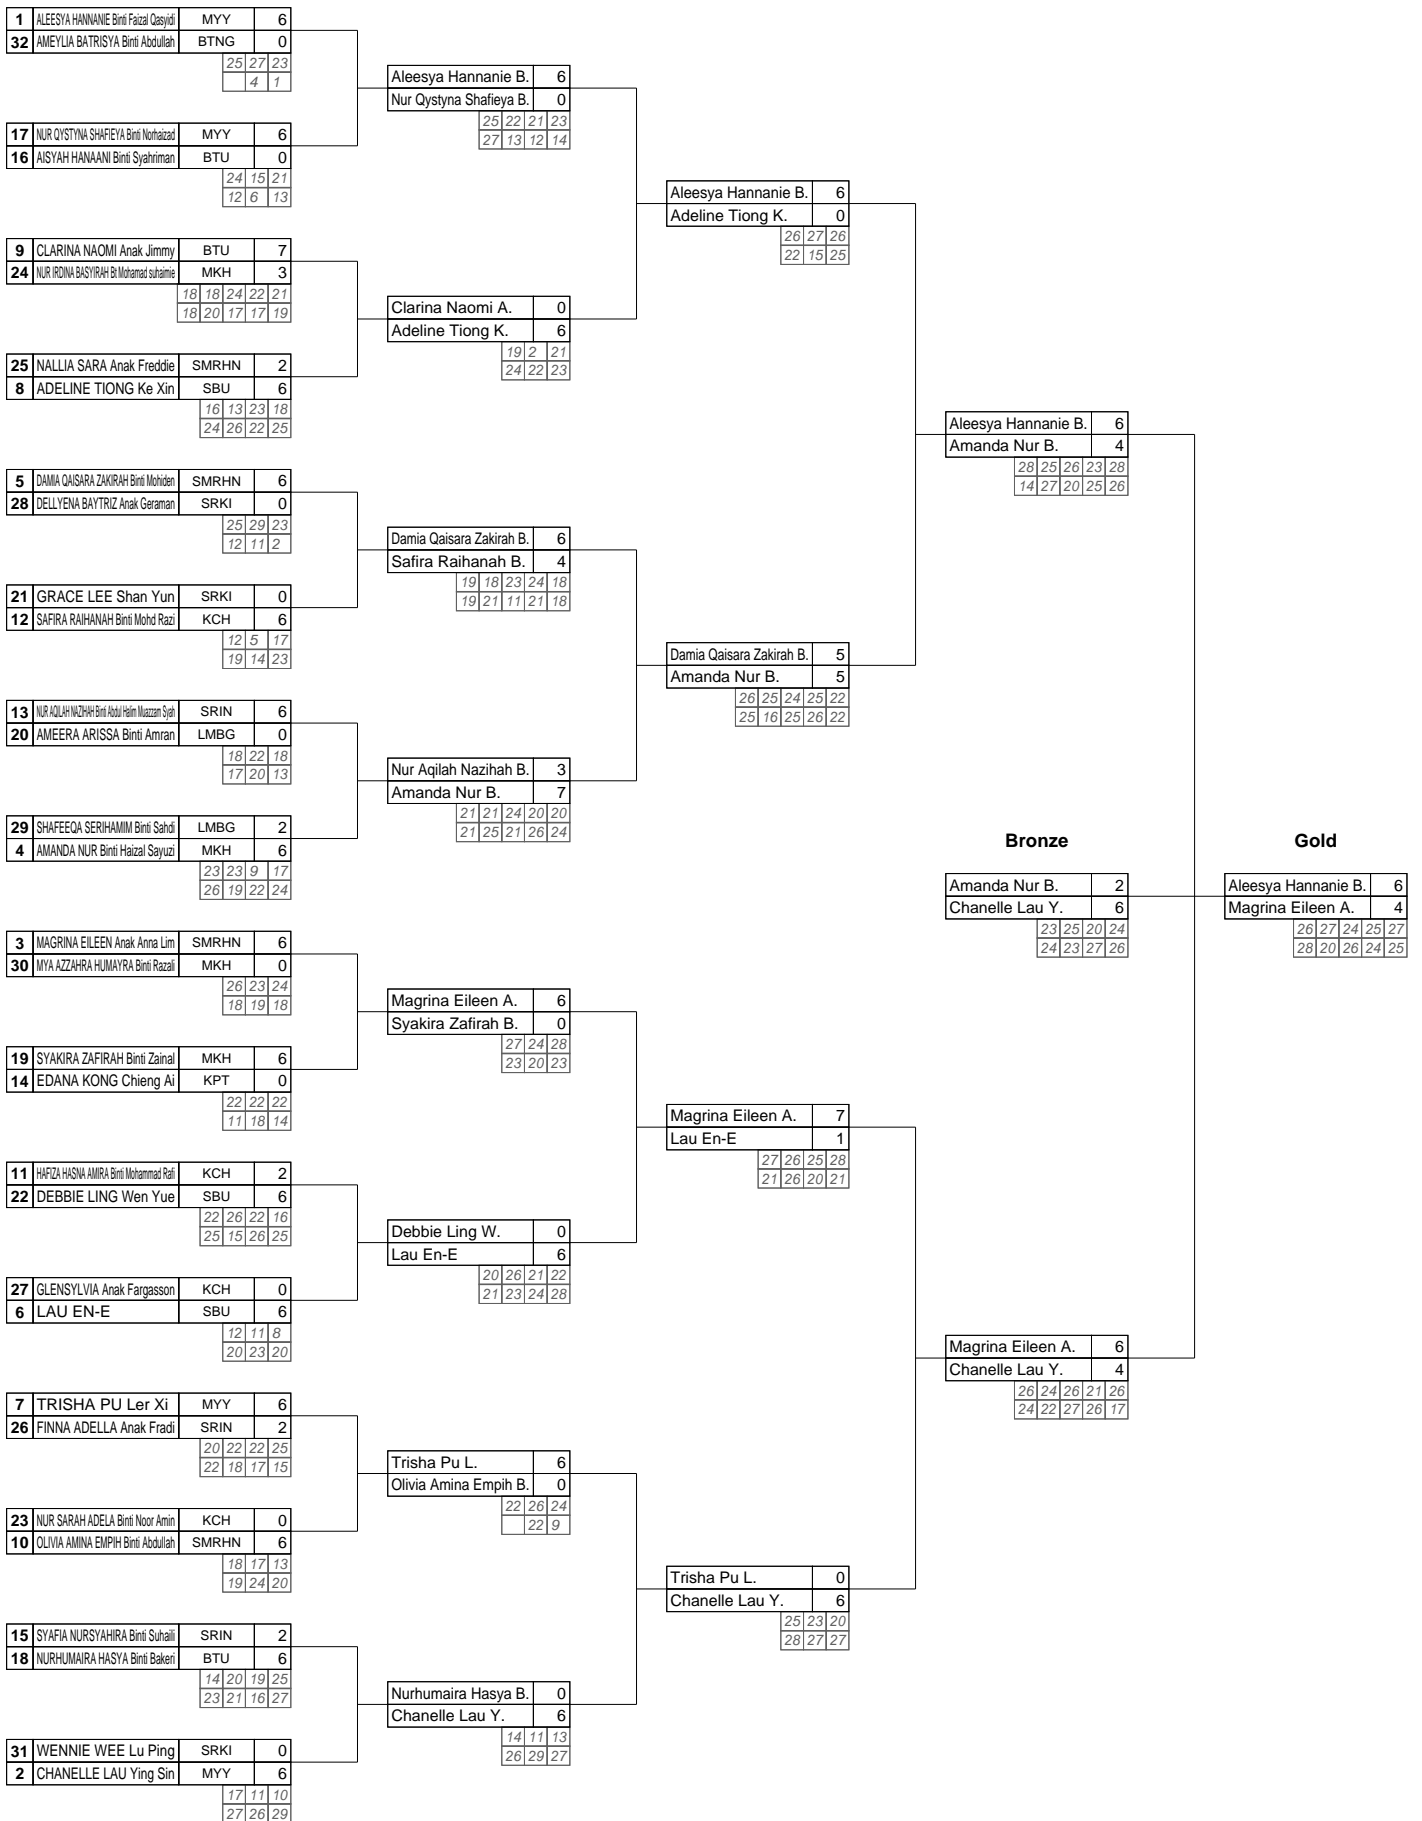 1 ALEESYA HANNANIE Binti Faizal Qasyidi MYY 6
32 AMEYLIA BATRISYA Binti Abdullah BTNG 0
25 27 23
4 1
Aleesya Hannanie B. 6
Nur Qystyna Shafieya B. 0
25 22 21 23
27 13 12 14
17 NUR QYSTYNA SHAFIEYA Binti Norhaizad MYY 6
16 AISYAH HANAANI Binti Syahriman BTU 0
24 15 21
12 6 13
Aleesya Hannanie B. 6
Adeline Tiong K. 0
26 27 26
22 15 25
9 CLARINA NAOMI Anak Jimmy BTU 7
24 NUR IRDINA BASYIRAH Bt Mohamad suhaimie MKH 3
18 18 24 22 21
18 20 17 17 19
Clarina Naomi A. 0
Adeline Tiong K. 6
19 2 21
24 22 23
25 NALLIA SARA Anak Freddie SMRHN 2
8 ADELINE TIONG Ke Xin SBU 6
16 13 23 18
24 26 22 25
Aleesya Hannanie B. 6
Amanda Nur B. 4
28 25 26 23 28
14 27 20 25 26
5 DAMIA QAISARA ZAKIRAH Binti Mohiden SMRHN 6
28 DELLYENA BAYTRIZ Anak Geraman SRKI 0
25 29 23
12 11 2
Damia Qaisara Zakirah B. 6
Safira Raihanah B. 4
19 18 23 24 18
19 21 11 21 18
21 GRACE LEE Shan Yun SRKI 0
12 SAFIRA RAIHANAH Binti Mohd Razi KCH 6
12 5 17
19 14 23
Damia Qaisara Zakirah B. 5
Amanda Nur B. 5
26 25 24 25 22
25 16 25 26 22
13 NUR AQILAH NAZIHAH Binti Abdul Halim Muazzam Syah SRIN 6
20 AMEERA ARISSA Binti Amran LMBG 0
18 22 18
17 20 13
Nur Aqilah Nazihah B. 3
Amanda Nur B. 7
21 21 24 20 20
21 25 21 26 24
29 SHAFEEQA SERIHAMIM Binti Sahdi LMBG 2
4 AMANDA NUR Binti Haizal Sayuzi MKH 6
23 23 9 17
26 19 22 24
Bronze Gold
Amanda Nur B. 2
Chanelle Lau Y. 6
23 25 20 24
24 23 27 26
Aleesya Hannanie B. 6
Magrina Eileen A. 4
26 27 24 25 27
28 20 26 24 25
3 MAGRINA EILEEN Anak Anna Lim SMRHN 6
30 MYA AZZAHRA HUMAYRA Binti Razali MKH 0
26 23 24
18 19 18
Magrina Eileen A. 6
Syakira Zafirah B. 0
27 24 28
23 20 23
19 SYAKIRA ZAFIRAH Binti Zainal MKH 6
14 EDANA KONG Chieng Ai KPT 0
22 22 22
11 18 14
Magrina Eileen A. 7
Lau En-E 1
27 26 25 28
21 26 20 21
11 HAFIZA HASNA AMIRA Binti Mohammad Rafi KCH 2
22 DEBBIE LING Wen Yue SBU 6
22 26 22 16
25 15 26 25
Debbie Ling W. 0
Lau En-E 6
20 26 21 22
21 23 24 28
27 GLENSYLVIA Anak Fargasson KCH 0
6 LAU EN-E SBU 6
12 11 8
20 23 20
Magrina Eileen A. 6
Chanelle Lau Y. 4
26 24 26 21 26
24 22 27 26 17
7 TRISHA PU Ler Xi MYY 6
26 FINNA ADELLA Anak Fradi SRIN 2
20 22 22 25
22 18 17 15
Trisha Pu L. 6
Olivia Amina Empih B. 0
22 26 24
22 9
23 NUR SARAH ADELA Binti Noor Amin KCH 0
10 OLIVIA AMINA EMPIH Binti Abdullah SMRHN 6
18 17 13
19 24 20
Trisha Pu L. 0
Chanelle Lau Y. 6
25 23 20
28 27 27
15 SYAFIA NURSYAHIRA Binti Suhaili SRIN 2
18 NURHUMAIRA HASYA Binti Bakeri BTU 6
14 20 19 25
23 21 16 27
Nurhumaira Hasya B. 0
Chanelle Lau Y. 6
14 11 13
26 29 27
31 WENNIE WEE Lu Ping SRKI 0
2 CHANELLE LAU Ying Sin MYY 6
17 11 10
27 26 29